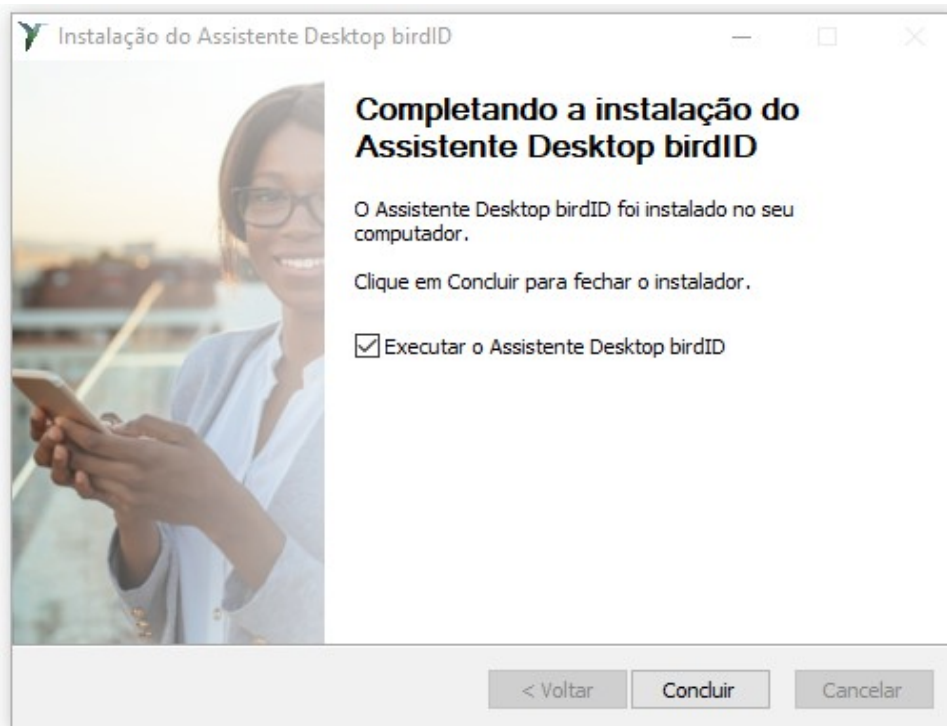 Instalação do Assistente Desktop birdID
Completando a instalação do
Assistente Desktop birdID
O Assistente Desktop birdID foi instalado no seu
computador.
Clique em Concluir para fechar o instalador.
Executar o Assistente Desktop birdID
< Voltar
Concluir
Cancelar